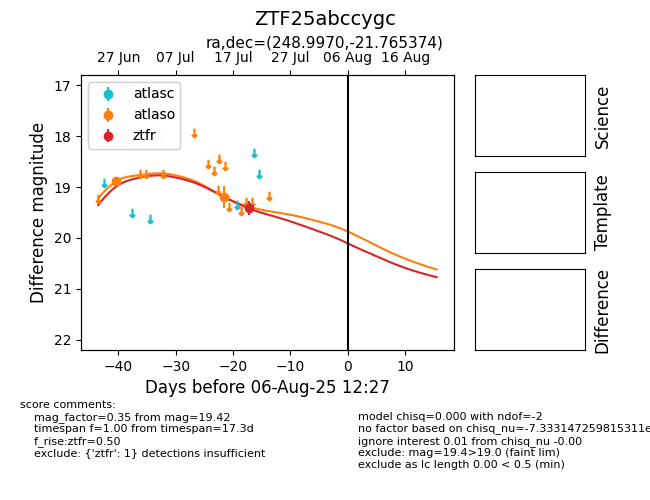 ZTF25abccygc
ra,dec=(248.9970,-21.765374)
27 Jun 07 Jul 17 Jul 27 Jul 06 Aug 16 Aug
atlasc
atlaso
ztfr
17
18
19
20
21
22
Difference magnitude
−40 −30 −20 −10 0 10
Days before 06-Aug-25 12:27
Science
Template
Difference
score comments:
mag_factor=0.35 from mag=19.42
timespan f=1.00 from timespan=17.3d
f_rise:ztfr=0.50
exclude: {'ztfr': 1} detections insufficient
model chisq=0.000 with ndof=-2
no factor based on chisq_nu=-7.333147259815311e
ignore interest 0.01 from chisq_nu -0.00
exclude: mag=19.4>19.0 (faint lim)
exclude as lc length 0.00 < 0.5 (min)